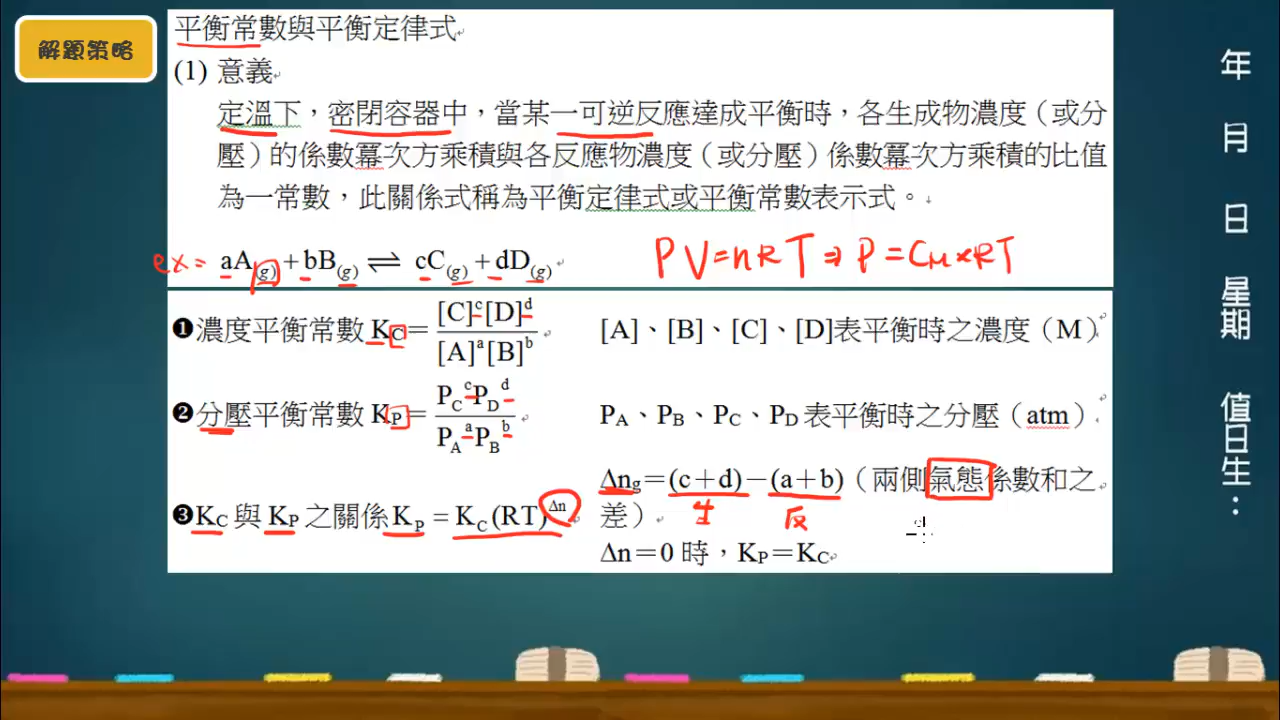 解題策略
平衡常數與平衡定律式
(1) 意義
定溫下，密閉容器中，當某一可逆反應達成平衡時，各生成物濃度（或分
壓）的係數冪次方乘積與各反應物濃度（或分壓）係數冪次方乘積的比值
為一常數，此關係式稱為平衡定律式或平衡常數表示式。
ex= aA(g)+bB(g) ⇌ cC(g)+dD(g)
PV=nRT⇒P=CM×RT
❶濃度平衡常數 KC= [C]ᶜ[D]ᵈ / [A]ᵃ[B]ᵇ
[A]、[B]、[C]、[D]表平衡時之濃度（M）
❷分壓平衡常數 KP= PCᶜPDᵈ / PAᵃPBᵇ
PA、PB、PC、PD 表平衡時之分壓（atm）
❸KC與 KP 之關係 KP = KC(RT)^Δn
Δng＝(c＋d)－(a＋b)（兩側氣態係數和之
差）
生 反
Δn＝0 時，KP＝KC
年
月
日
星期
值日生：